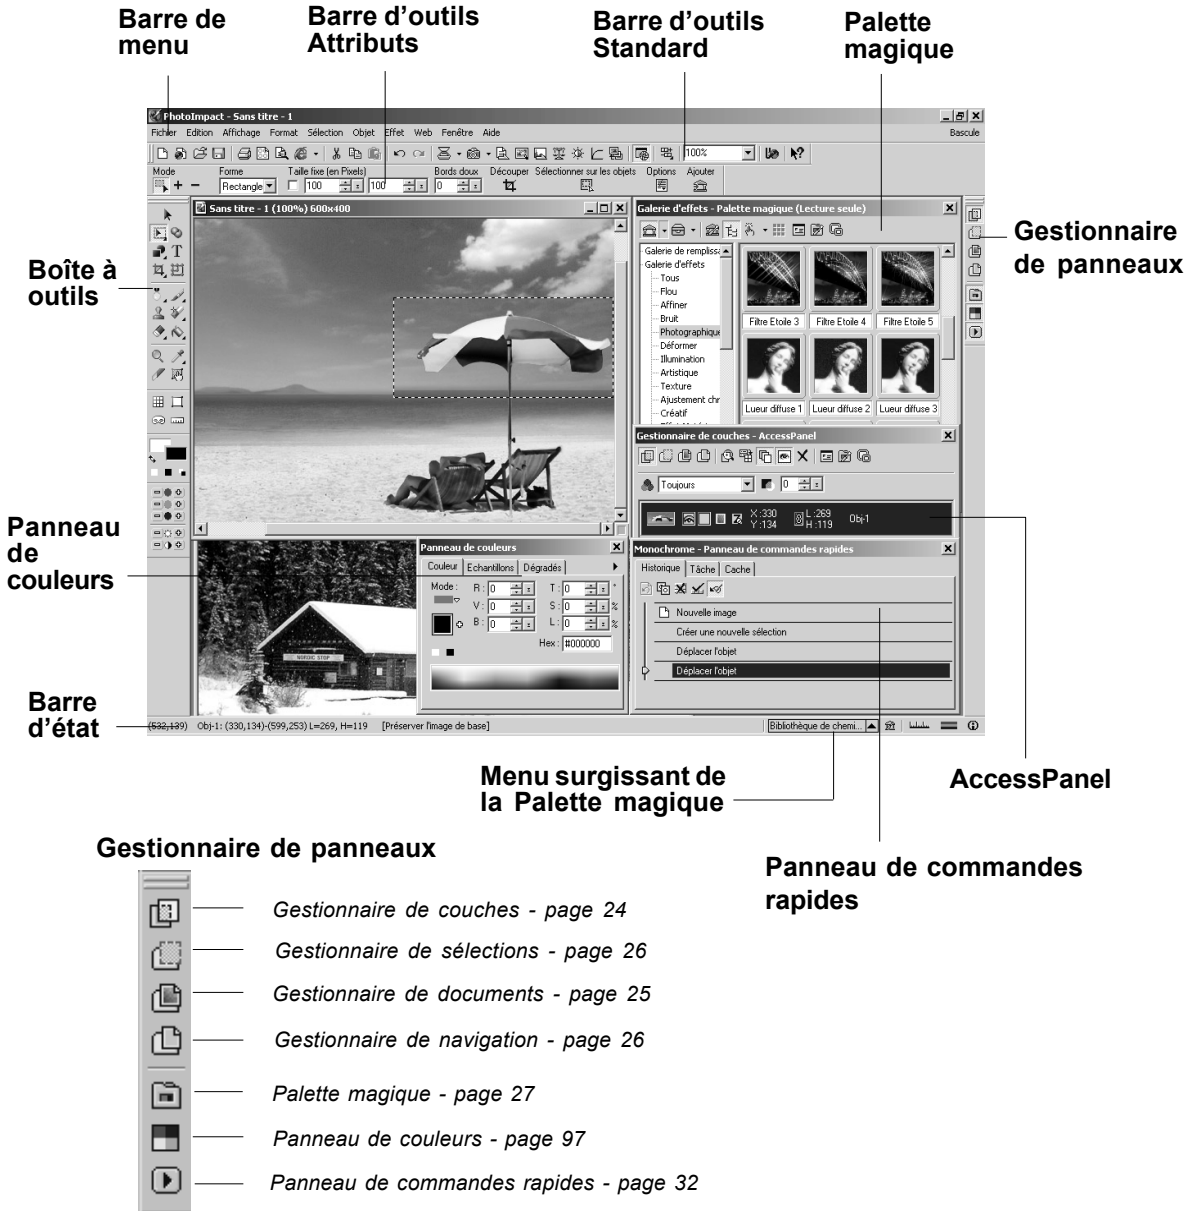 Barre de
menu
Barre d’outils
Attributs
Barre d’outils
Standard
Palette
magique
PhotoImpact - Sans titre - 1
Fichier Edition Affichage Format Sélection Objet Effet Web Fenêtre Aide Bascule
100%
Mode Forme Taille fixe (en Pixels) Bords doux Découper Sélectionner sur les objets Options Ajouter
Rectangle 100 100 0
Sans titre - 1 (100%) 600x400
Galerie d'effets - Palette magique (Lecture seule)
Galerie de remplissa
Galerie d'effets
Tous
Flou
Affiner
Bruit
Photographique
Déformer
Illumination
Artistique
Texture
Ajustement chr
Créatif
Filtre Etoile 3 Filtre Etoile 4 Filtre Etoile 5
Lueur diffuse 1 Lueur diffuse 2 Lueur diffuse 3
Gestionnaire
de panneaux
Boîte à
outils
Gestionnaire de couches - AccessPanel
Toujours 0
X :330 L :269
Y :134 H :119 Obj-1
Panneau
de
couleurs
Panneau de couleurs
Couleur Echantillons Dégradés
Mode : R : 0 T : 0 °
V : 0 S : 0 %
B : 0 L : 0 %
Hex : #000000
NORDIC STOP
Monochrome - Panneau de commandes rapides
Historique Tâche Cache
Nouvelle image
Créer une nouvelle sélection
Déplacer l'objet
Déplacer l'objet
Barre
d’état
(532,139) Obj-1: (330,134)-(599,253) L=269, H=119 [Préserver l'image de base] Bibliothèque de chemi...
Menu surgissant de
la Palette magique
AccessPanel
Panneau de commandes
rapides
Gestionnaire de panneaux
Gestionnaire de couches - page 24
Gestionnaire de sélections - page 26
Gestionnaire de documents - page 25
Gestionnaire de navigation - page 26
Palette magique - page 27
Panneau de couleurs - page 97
Panneau de commandes rapides - page 32